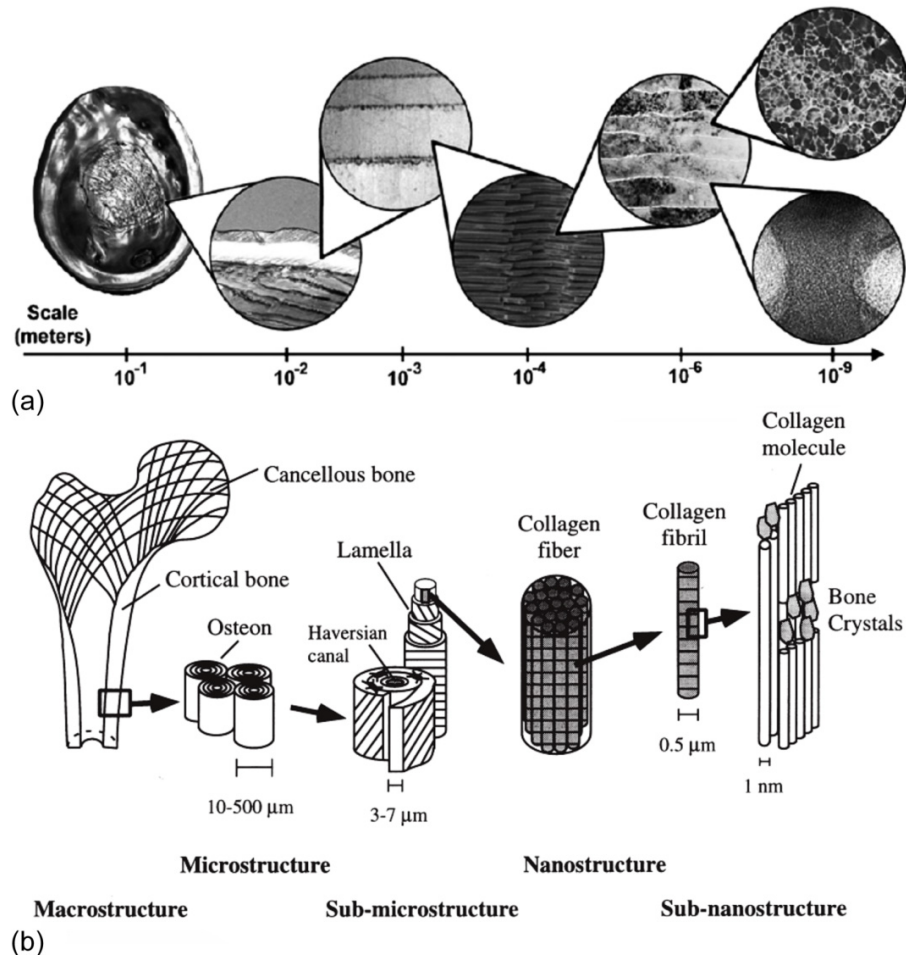 Scale
(meters)
10-1
10-2
10-3
10-4
10-6
10-9
(a)
Cancellous bone
Cortical bone
Osteon
Haversian
canal
Lamella
Collagen
fiber
Collagen
fibril
Collagen
molecule
Bone
Crystals
10-500 μm
3-7 μm
0.5 μm
1 nm
Microstructure
Nanostructure
Macrostructure
Sub-microstructure
Sub-nanostructure
(b)